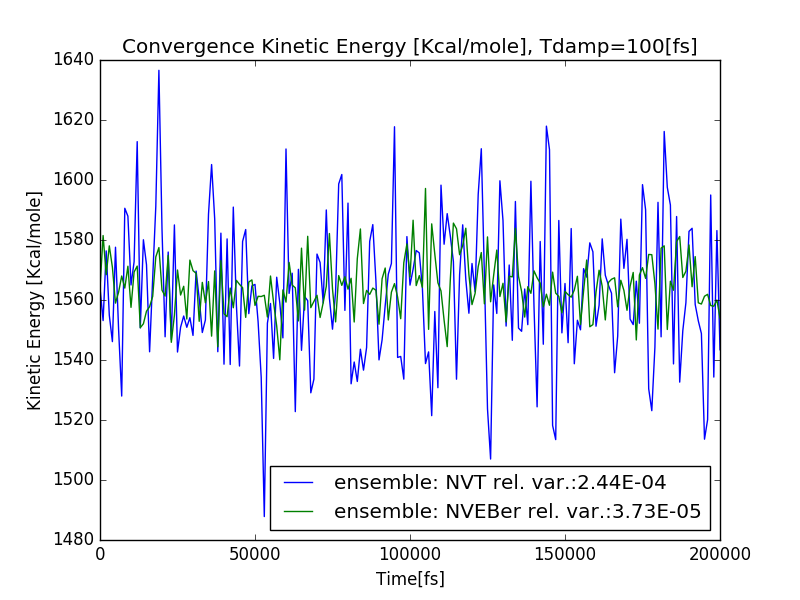 Convergence Kinetic Energy [Kcal/mole], Tdamp=100[fs]
1640
1620
1600
1580
1560
1540
1520
1500
1480
Kinetic Energy [Kcal/mole]
ensemble: NVT rel. var.:2.44E-04
ensemble: NVEBer rel. var.:3.73E-05
0 50000 100000 150000 200000
Time[fs]